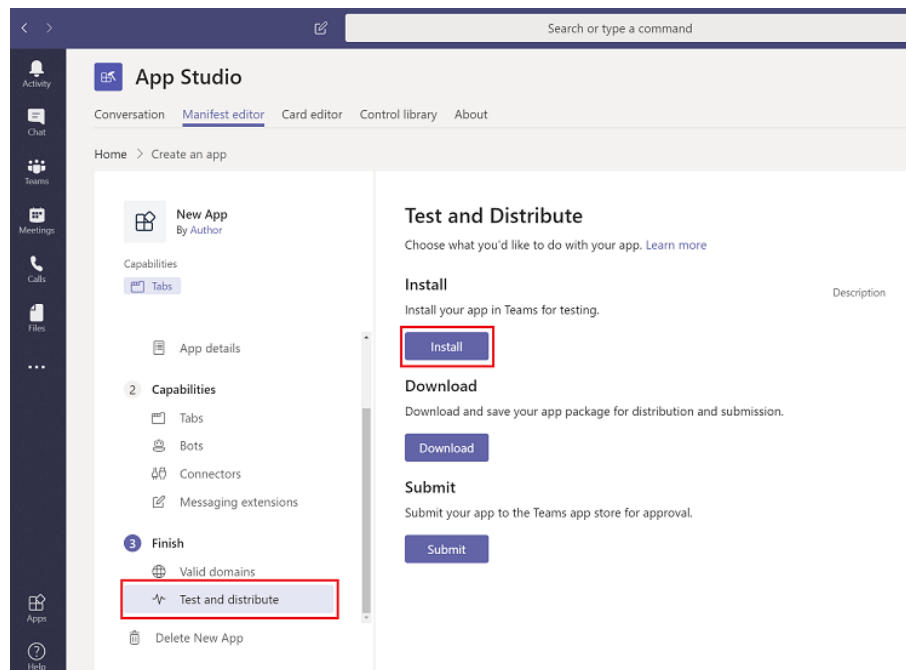 Search or type a command
Activity
Chat
Teams
Meetings
Calls
Files
Apps
Help
App Studio
Conversation Manifest editor Card editor Control library About
Home > Create an app
New App
By Author
Capabilities
Tabs
App details
2 Capabilities
Tabs
Bots
Connectors
Messaging extensions
3 Finish
Valid domains
Test and distribute
Delete New App
Test and Distribute
Choose what you'd like to do with your app. Learn more
Install
Install your app in Teams for testing.
Description
Install
Download
Download and save your app package for distribution and submission.
Download
Submit
Submit your app to the Teams app store for approval.
Submit